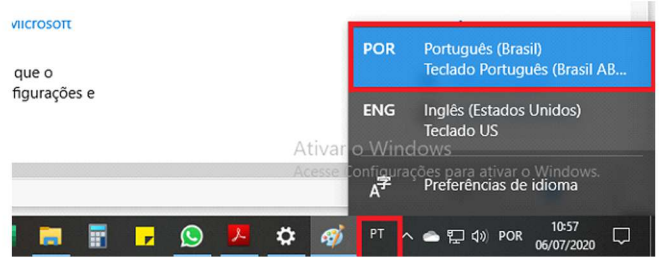 Microsoft
que o
figurações e
POR Português (Brasil)
Teclado Português (Brasil AB...
ENG Inglês (Estados Unidos)
Teclado US
Ativar o Windows
Acesse Configurações para ativar o Windows.
Preferências de idioma
PT
POR
10:57
06/07/2020